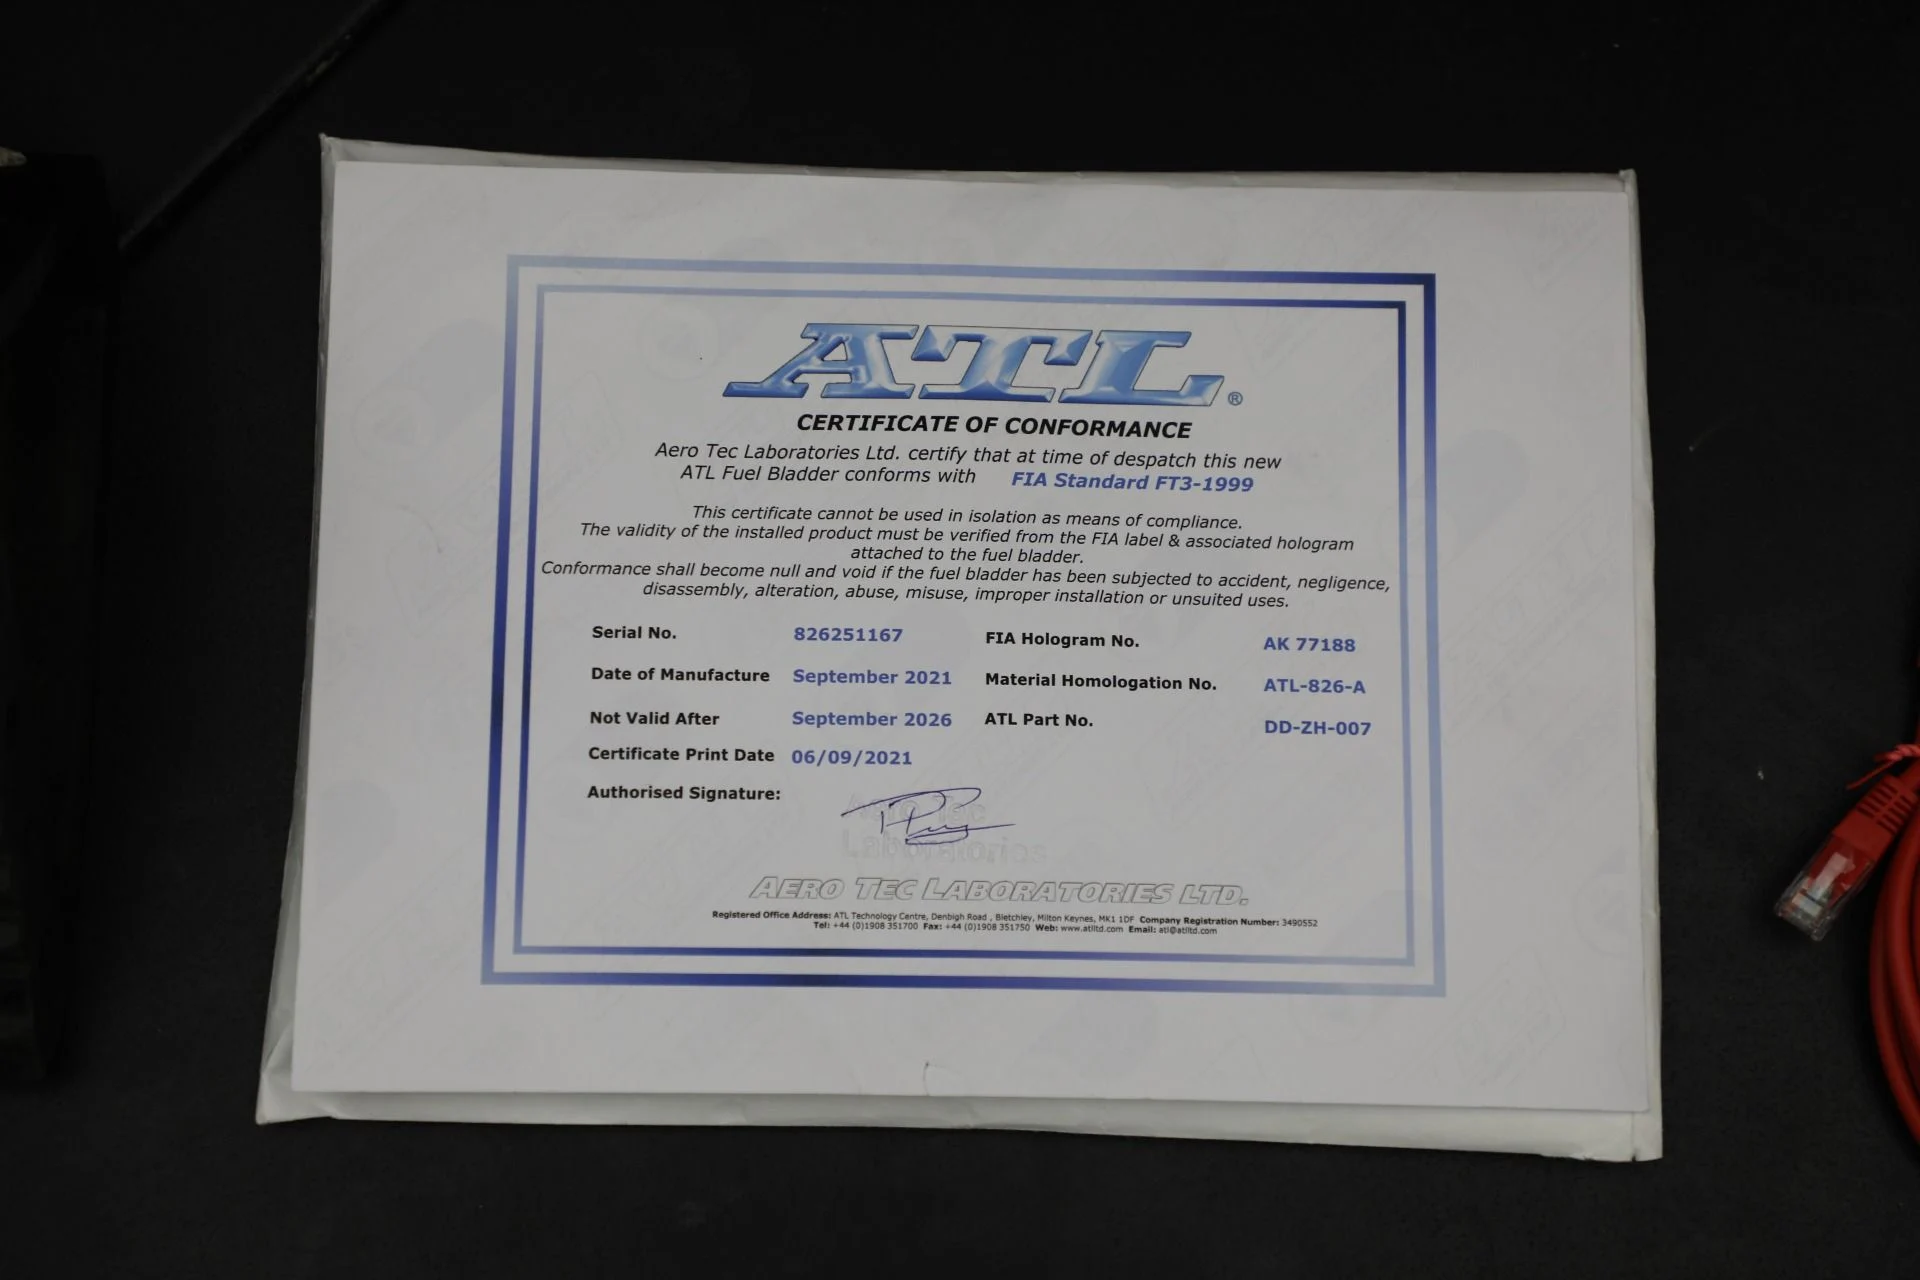 ATL®
CERTIFICATE OF CONFORMANCE
Aero Tec Laboratories Ltd. certify that at time of despatch this new
ATL Fuel Bladder conforms with FIA Standard FT3-1999
This certificate cannot be used in isolation as means of compliance.
The validity of the installed product must be verified from the FIA label & associated hologram
attached to the fuel bladder.
Conformance shall become null and void if the fuel bladder has been subjected to accident, negligence,
disassembly, alteration, abuse, misuse, improper installation or unsuited uses.
Serial No. 826251167 FIA Hologram No. AK 77188
Date of Manufacture September 2021 Material Homologation No. ATL-826-A
Not Valid After September 2026 ATL Part No. DD-ZH-007
Certificate Print Date 06/09/2021
Authorised Signature:
Aero Tec
Laboratories
AERO TEC LABORATORIES LTD.
Registered Office Address: ATL Technology Centre, Denbigh Road , Bletchley, Milton Keynes, MK1 1DF Company Registration Number: 3490552
Tel: +44 (0)1908 351700 Fax: +44 (0)1908 351750 Web: www.atlltd.com Email: atl@atlltd.com